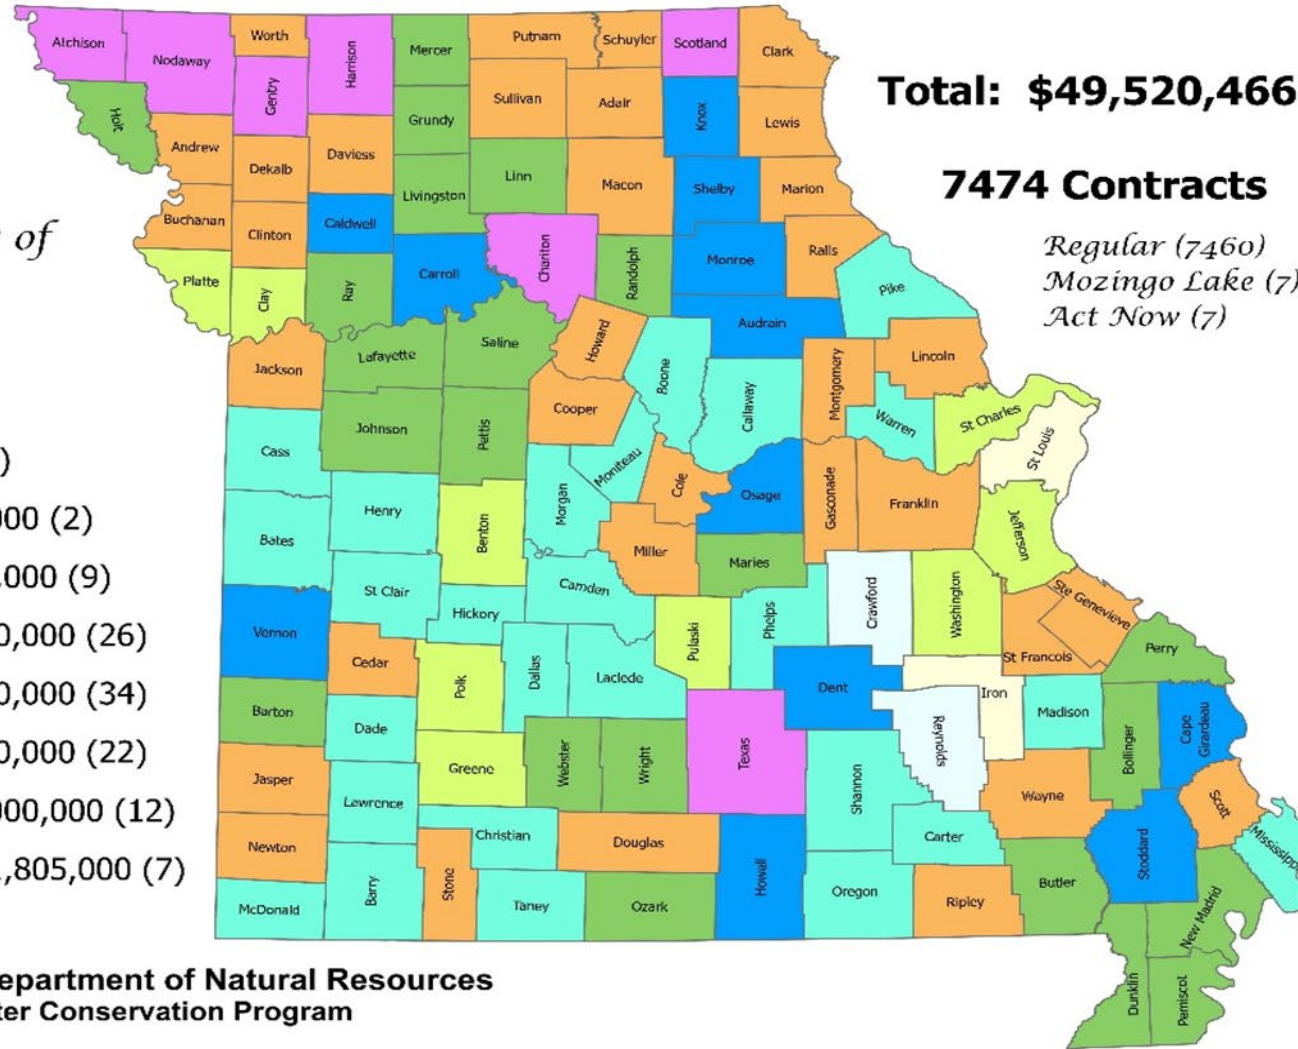 Total: $49,520,466
7474 Contracts
Regular (7460)
Mozingo Lake (7)
Act Now (7)
of
)
000 (2)
,000 (9)
0,000 (26)
0,000 (34)
0,000 (22)
000,000 (12)
,805,000 (7)
Atchison
Nodaway
Worth
Gentry
Harrison
Mercer
Putnam
Schuyler
Scotland
Clark
Holt
Andrew
Dekalb
Daviess
Grundy
Sullivan
Adair
Knox
Lewis
Buchanan
Clinton
Caldwell
Livingston
Linn
Macon
Shelby
Marion
Platte
Clay
Ray
Carroll
Chariton
Randolph
Monroe
Ralls
Pike
Audrain
Jackson
Lafayette
Saline
Howard
Boone
Callaway
Montgomery
Lincoln
Cass
Johnson
Pettis
Cooper
Moniteau
Warren
St Charles
St Louis
Bates
Henry
Benton
Morgan
Cole
Osage
Gasconade
Franklin
Jefferson
Miller
Maries
Vernon
St Clair
Hickory
Camden
Pulaski
Phelps
Crawford
Washington
Ste Genevieve
St Francois
Perry
Cedar
Polk
Dallas
Laclede
Dent
Iron
Barton
Dade
Texas
Reynolds
Madison
Bollinger
Cape
Girardeau
Jasper
Greene
Webster
Wright
Shannon
Wayne
Scott
Lawrence
Christian
Douglas
Howell
Carter
Stoddard
Mississippi
Newton
Barry
Stone
Taney
Ozark
Oregon
Ripley
Butler
New Madrid
McDonald
Dunklin
Pemiscot
epartment of Natural Resources
ter Conservation Program